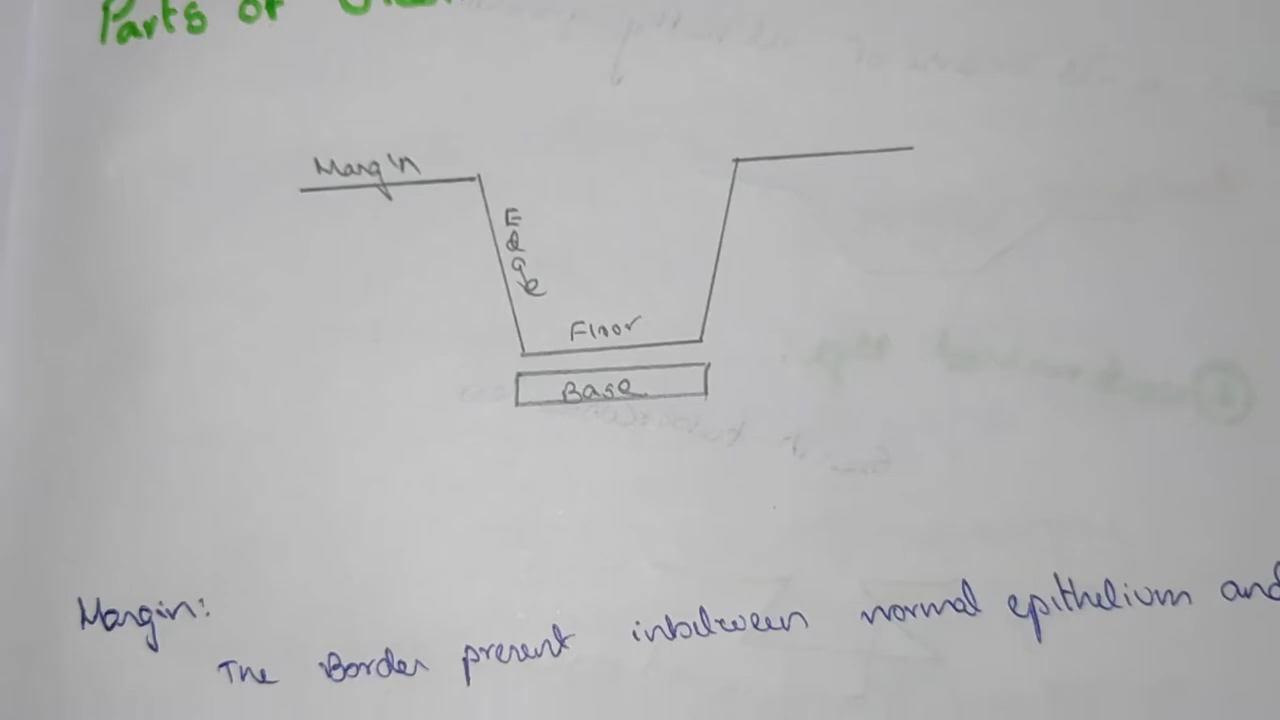 Parts of
Margin
Edge
Floor
Base
Margin:
The Border present inbetween normal epithelium and